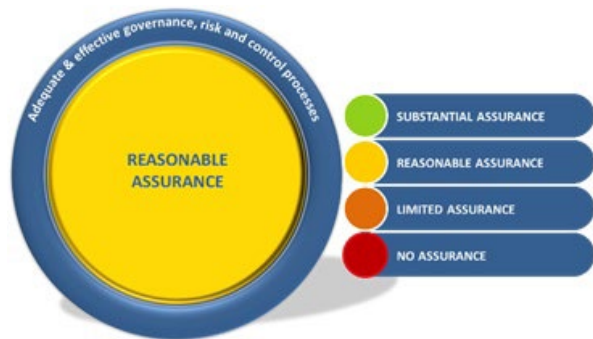 Adequate & effective governance, risk and control processes
REASONABLE
ASSURANCE
SUBSTANTIAL ASSURANCE
REASONABLE ASSURANCE
LIMITED ASSURANCE
NO ASSURANCE